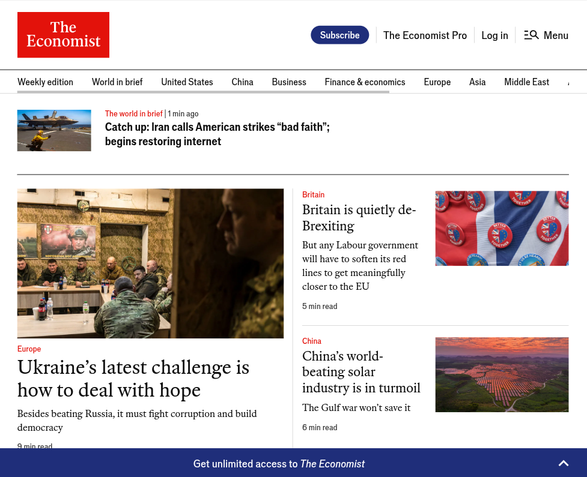 The
Economist
Subscribe
The Economist Pro
Log in
Menu
Weekly edition
World in brief
United States
China
Business
Finance & economics
Europe
Asia
Middle East
The world in brief | 1 min ago
Catch up: Iran calls American strikes “bad faith”;
begins restoring internet
Europe
Ukraine’s latest challenge is
how to deal with hope
Besides beating Russia, it must fight corruption and build
democracy
9 min read
Britain
Britain is quietly de-
Brexiting
But any Labour government
will have to soften its red
lines to get meaningfully
closer to the EU
5 min read
China
China’s world-
beating solar
industry is in turmoil
The Gulf war won’t save it
6 min read
Get unlimited access to The Economist